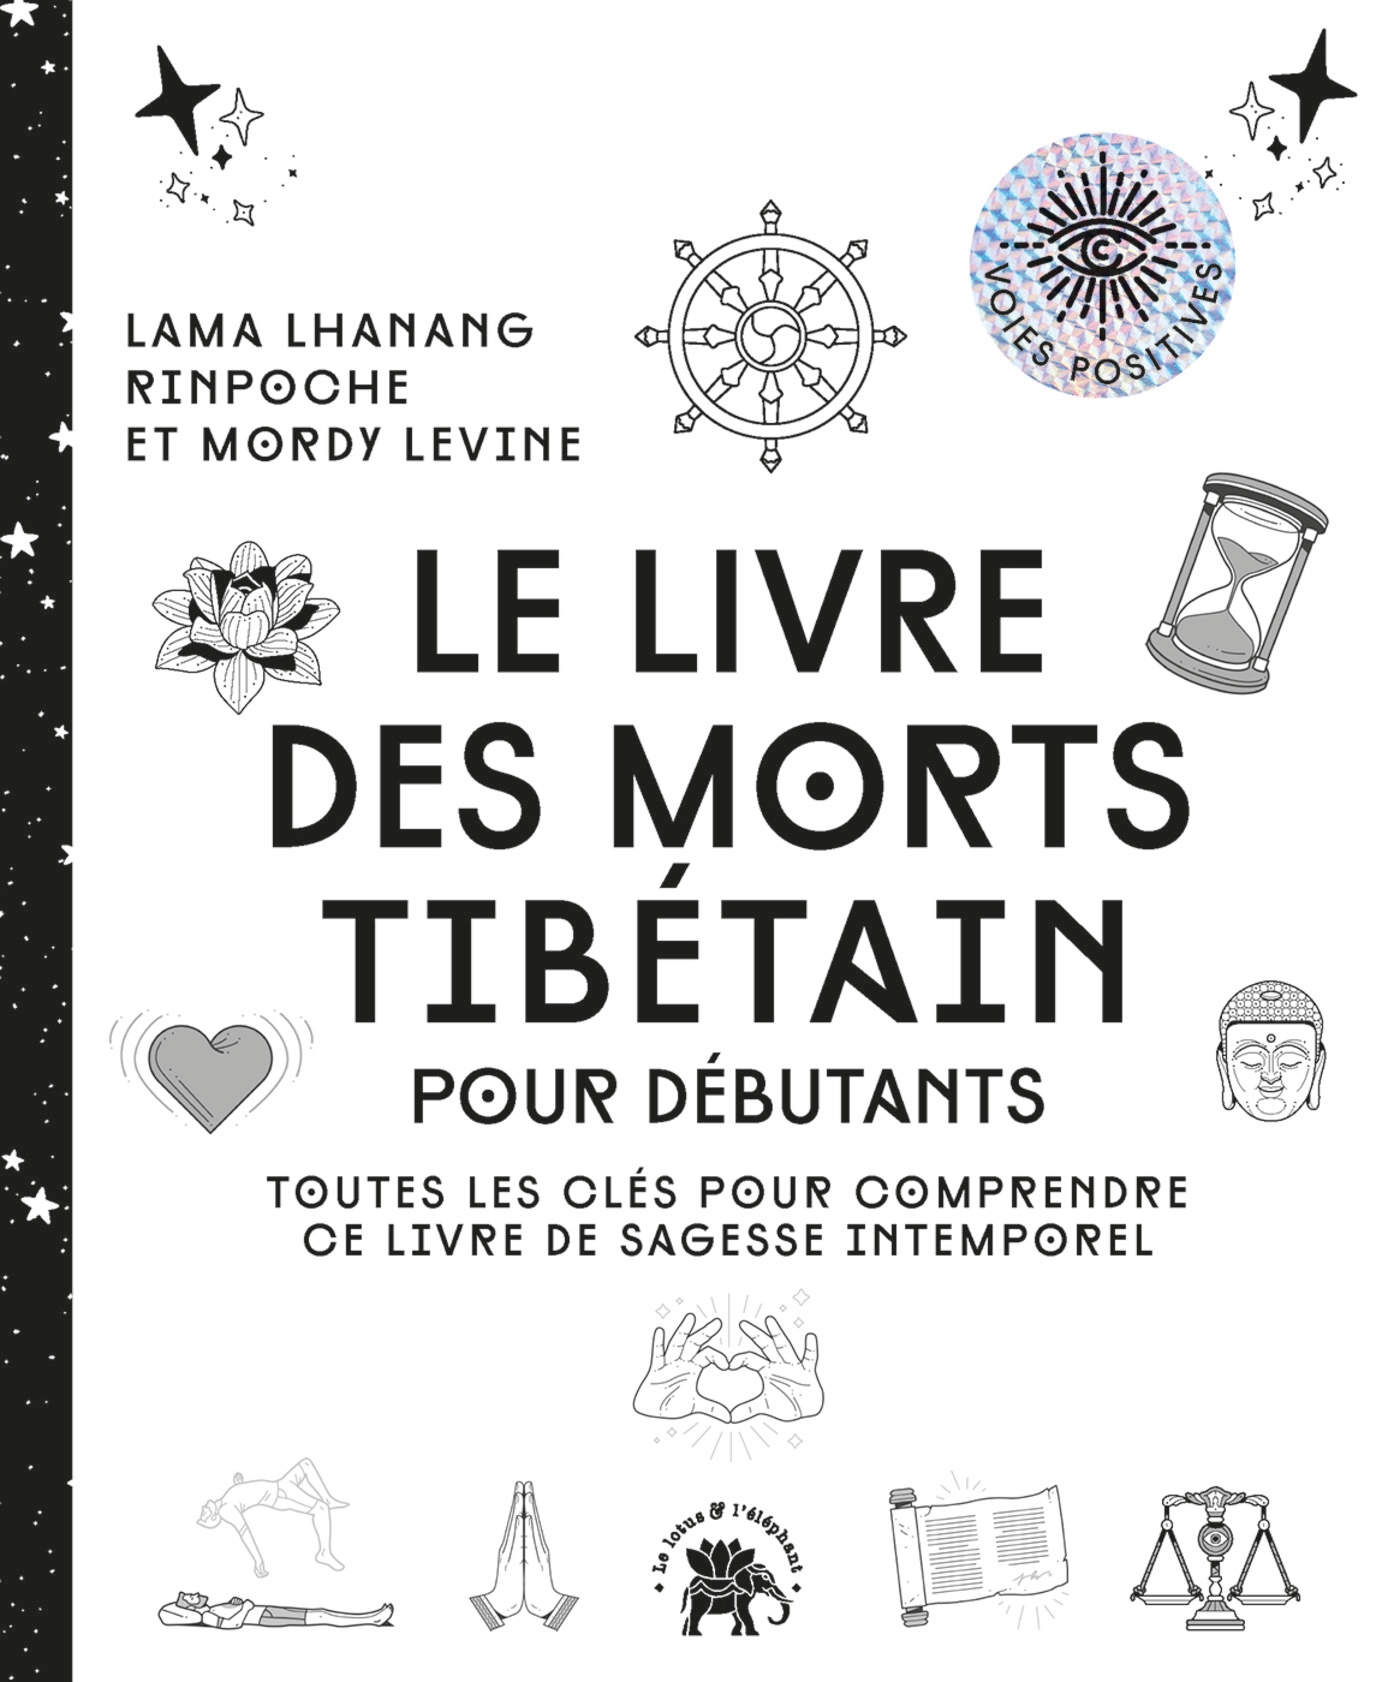 VOIES POSITIVES
LAMA LHANANG
RINPOCHE
ET MORDY LEVINE
LE LIVRE
DES MORTS
TIBÉTAIN
POUR DÉBUTANTS
TOUTES LES CLÉS POUR COMPRENDRE
CE LIVRE DE SAGESSE INTEMPOREL
Le lotus & l'éléphant